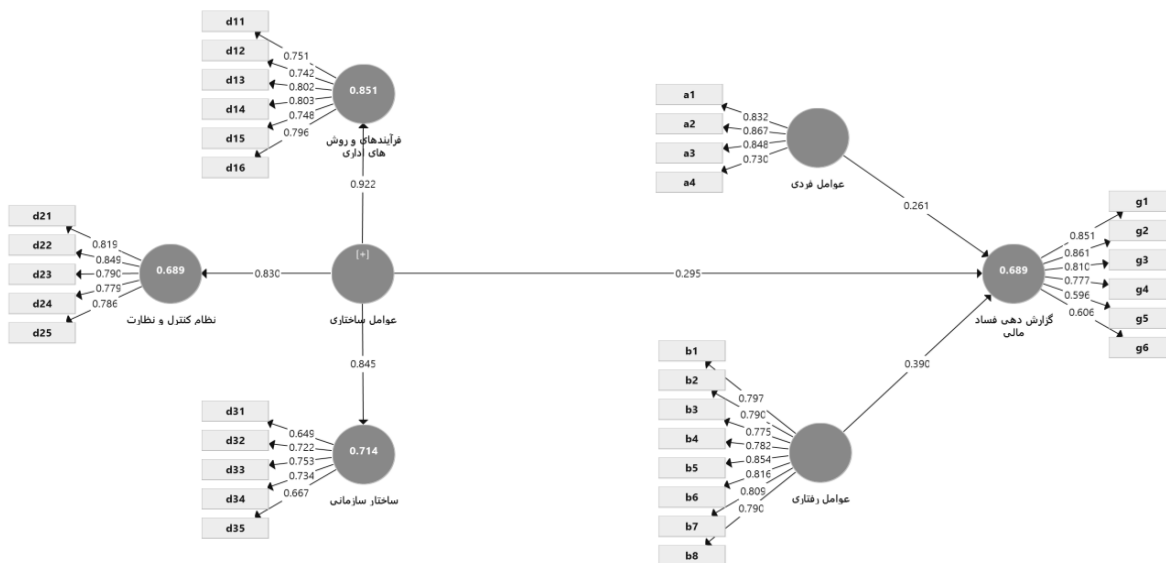 d11
d12
d13
d14
d15
d16
0.751
0.742
0.802
0.803
0.748
0.796
0.851
فرآیندهای و روش
های اداری
0.922
d21
d22
d23
d24
d25
0.819
0.849
0.790
0.779
0.786
0.689
نظام کنترل و نظارت
0.830
[+]
عوامل ساختاری
0.295
0.845
d31
d32
d33
d34
d35
0.649
0.722
0.753
0.734
0.667
0.714
ساختار سازمانی
a1
a2
a3
a4
0.832
0.867
0.848
0.730
عوامل فردی
0.261
b1
b2
b3
b4
b5
b6
b7
b8
0.797
0.790
0.775
0.782
0.854
0.816
0.809
0.790
عوامل رفتاری
0.390
0.689
گزارش دهی فساد
مالی
0.851
0.861
0.810
0.777
0.596
0.606
g1
g2
g3
g4
g5
g6